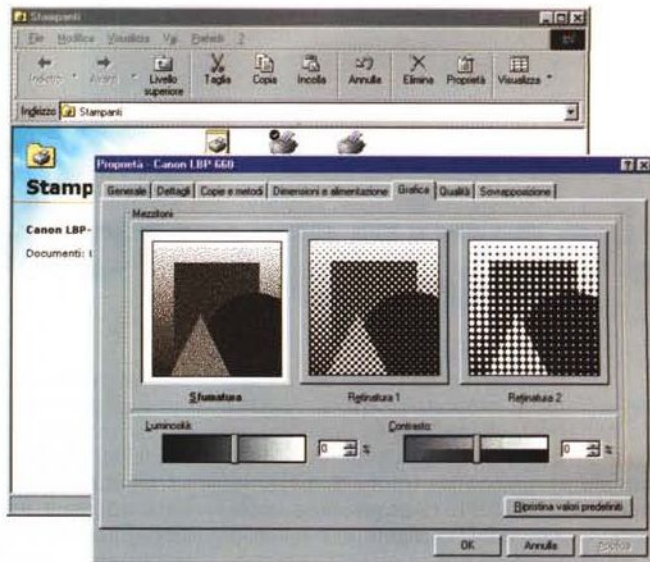 Stampanti
File Modifica Visualizza Vai Preferiti ?
Indietro Avanti Livello superiore Taglia Copia Incolla Annulla Elimina Proprietà Visualizza
Indirizzo Stampanti
Stamp
Canon LBP-
Documenti:
Proprietà - Canon LBP-660
Generale Dettagli Copie e metodi Dimensioni e alimentazione Grafica Qualità Sovrapposizione
Mezzitoni
Sfumatura Retinatura 1 Retinatura 2
Luminosità: Contrasto:
0 % 0 %
Ripristina valori predefiniti
OK Annulla Applica